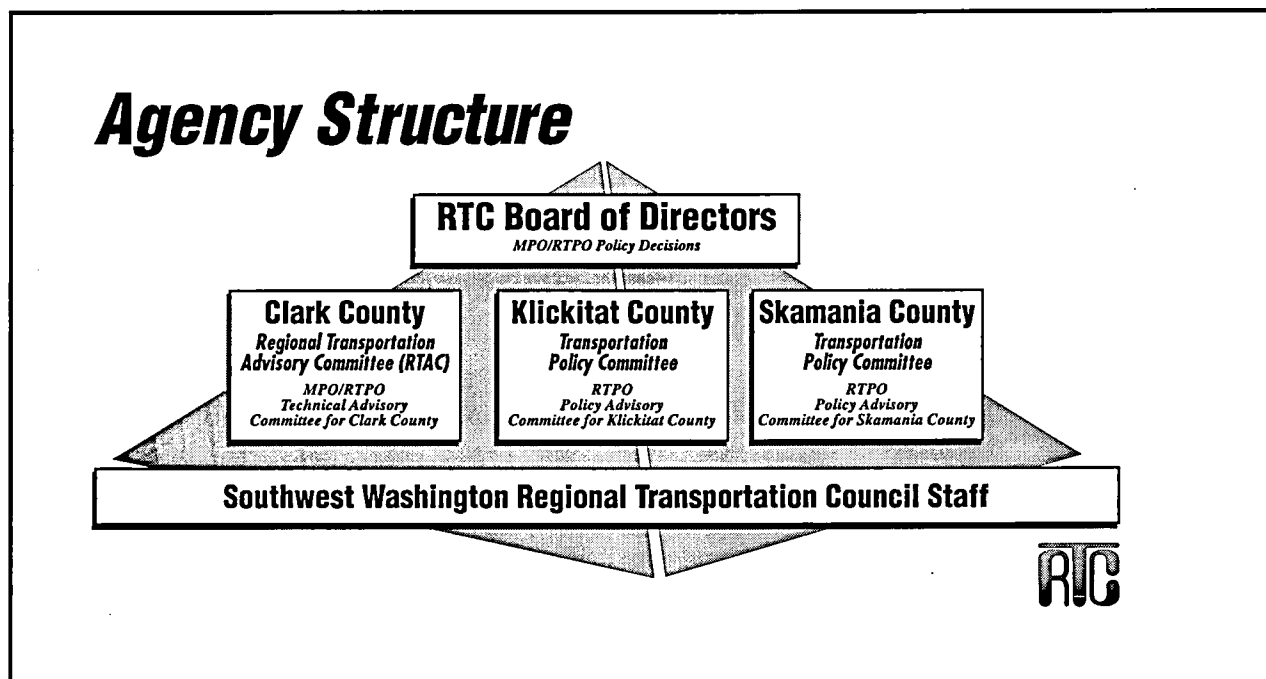 Agency Structure
RTC Board of Directors
MPO/RTPO Policy Decisions
Clark County
Regional Transportation
Advisory Committee (RTAC)
MPO/RTPO
Technical Advisory
Committee for Clark County
Klickitat County
Transportation
Policy Committee
RTPO
Policy Advisory
Committee for Klickitat County
Skamania County
Transportation
Policy Committee
RTPO
Policy Advisory
Committee for Skamania County
Southwest Washington Regional Transportation Council Staff
RTC